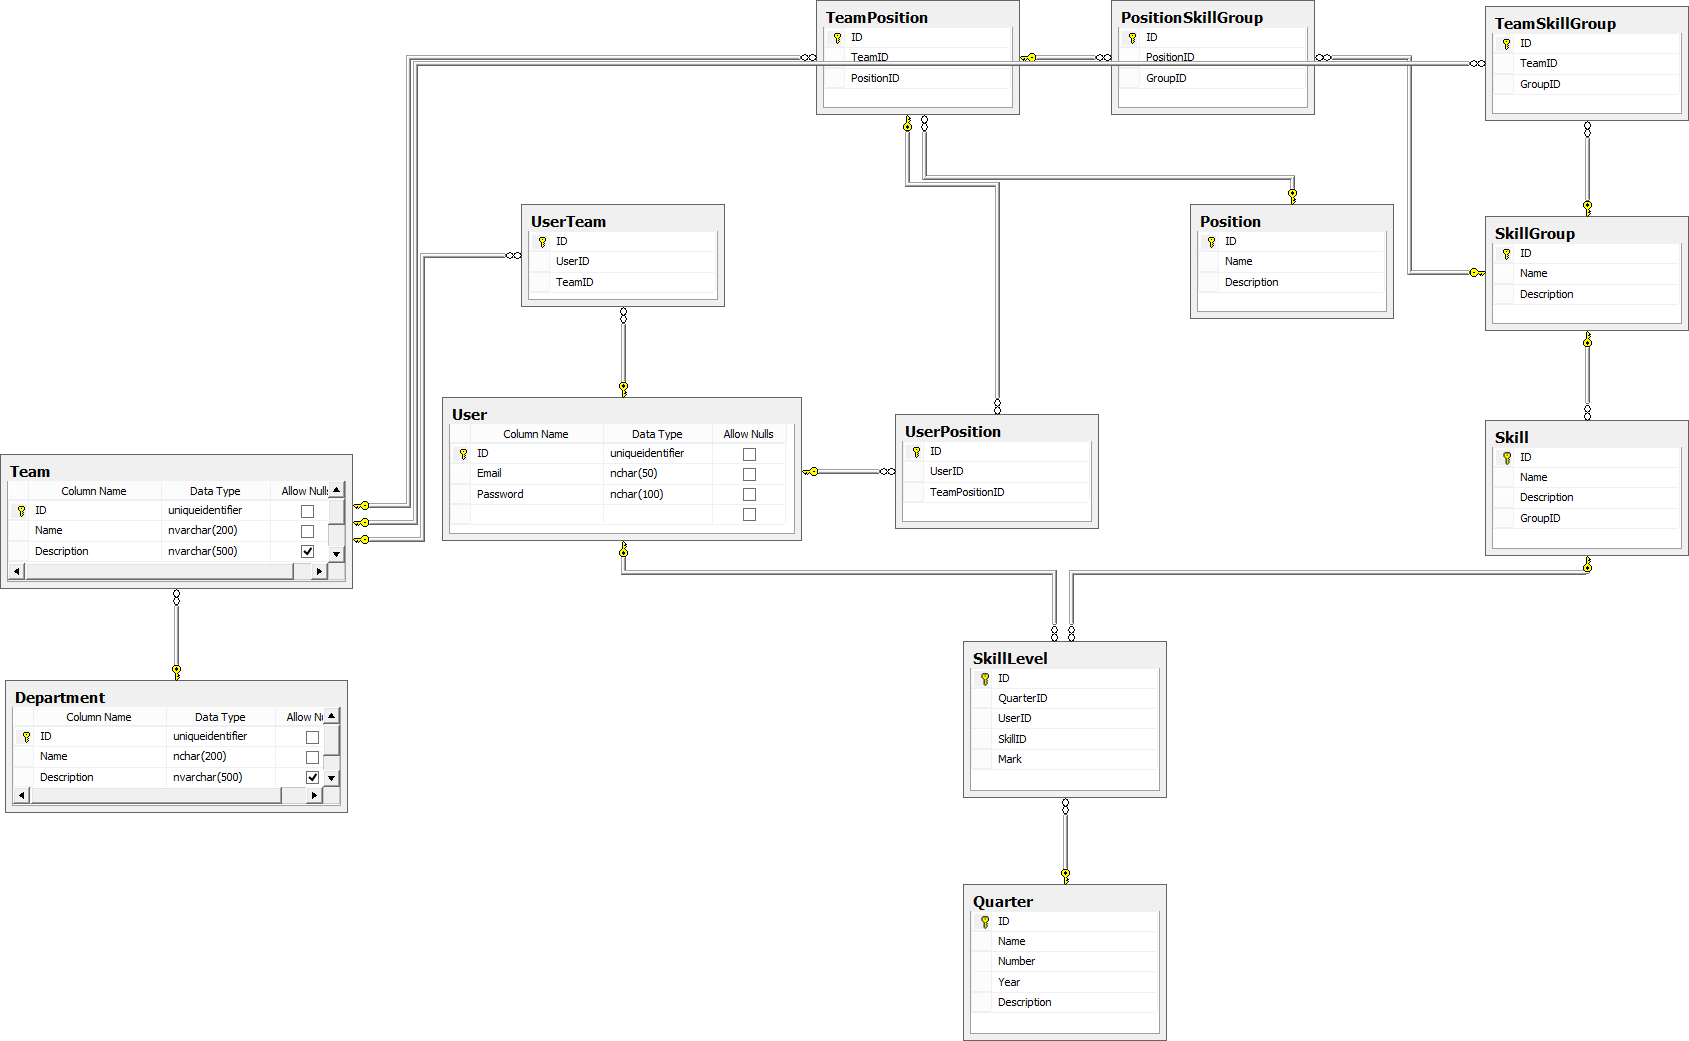 TeamPosition
ID
TeamID
PositionID
PositionSkillGroup
ID
PositionID
GroupID
TeamSkillGroup
ID
TeamID
GroupID
UserTeam
ID
UserID
TeamID
Position
ID
Name
Description
SkillGroup
ID
Name
Description
User
Column Name Data Type Allow Nulls
ID uniqueidentifier
Email nchar(50)
Password nchar(100)
UserPosition
ID
UserID
TeamPositionID
Skill
ID
Name
Description
GroupID
Team
Column Name Data Type Allow Nulls
ID uniqueidentifier
Name nvarchar(200)
Description nvarchar(500)
Department
Column Name Data Type Allow Nu
ID uniqueidentifier
Name nchar(200)
Description nvarchar(500)
SkillLevel
ID
QuarterID
UserID
SkillID
Mark
Quarter
ID
Name
Number
Year
Description